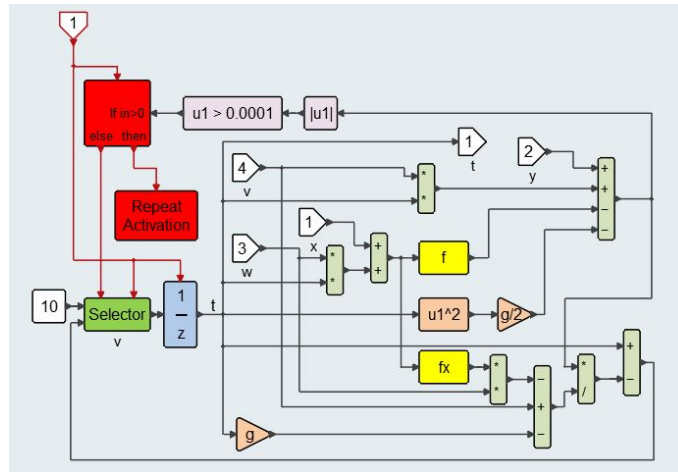 1
If in>0
else then
u1 > 0.0001
|u1|
Repeat
Activation
4
v
*
*
1
t
2
y
+
+
−
−
1
x
3
w
*
*
+
+
f
10
Selector
v
1
z
t
u1^2
g/2
fx
*
*
−
+
−
*
/
+
−
g